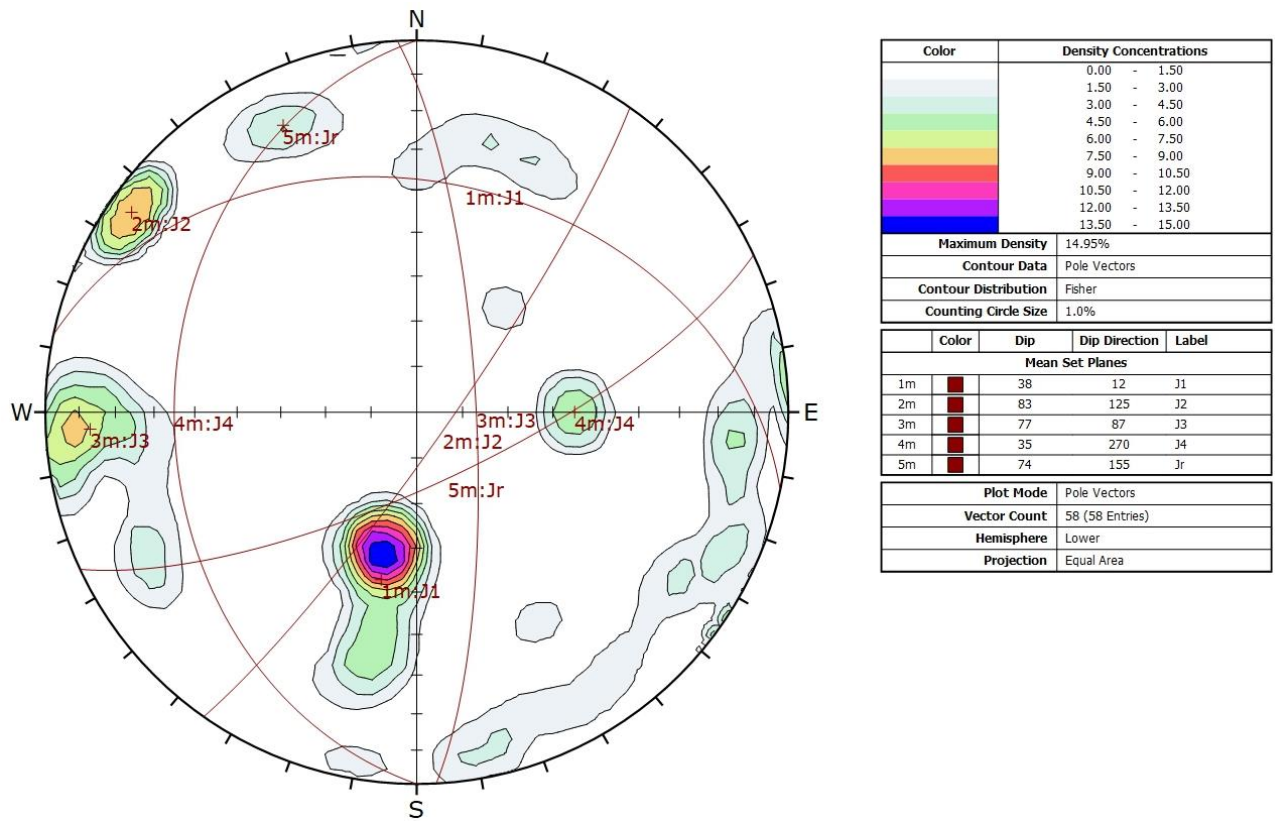 N
5m:Jr
2m:J2
1m:J1
W
3m:J3
4m:J4
3m:J3
4m:J4
E
2m:J2
5m:Jr
1m:J1
S
Color Density Concentrations
0.00 - 1.50
1.50 - 3.00
3.00 - 4.50
4.50 - 6.00
6.00 - 7.50
7.50 - 9.00
9.00 - 10.50
10.50 - 12.00
12.00 - 13.50
13.50 - 15.00
Maximum Density 14.95%
Contour Data Pole Vectors
Contour Distribution Fisher
Counting Circle Size 1.0%
Color Dip Dip Direction Label
Mean Set Planes
1m 38 12 J1
2m 83 125 J2
3m 77 87 J3
4m 35 270 J4
5m 74 155 Jr
Plot Mode Pole Vectors
Vector Count 58 (58 Entries)
Hemisphere Lower
Projection Equal Area